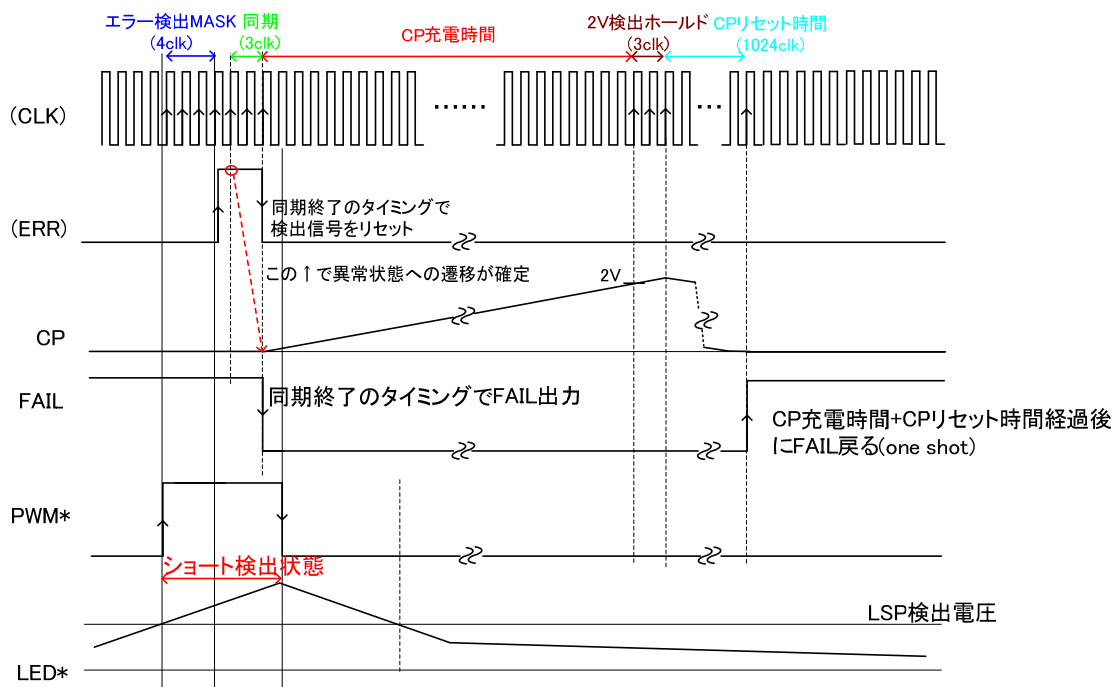 エラー検出MASK 同期 CP充電時間 2V検出ホールド CPリセット時間
(4clk) (3clk) (3clk) (1024clk)
(CLK)
(ERR)
同期終了のタイミングで
検出信号をリセット
この↑で異常状態への遷移が確定
2V
CP
FAIL
同期終了のタイミングでFAIL出力
CP充電時間+CPリセット時間経過後
にFAIL戻る(one shot)
PWM*
ショート検出状態
LSP検出電圧
LED*